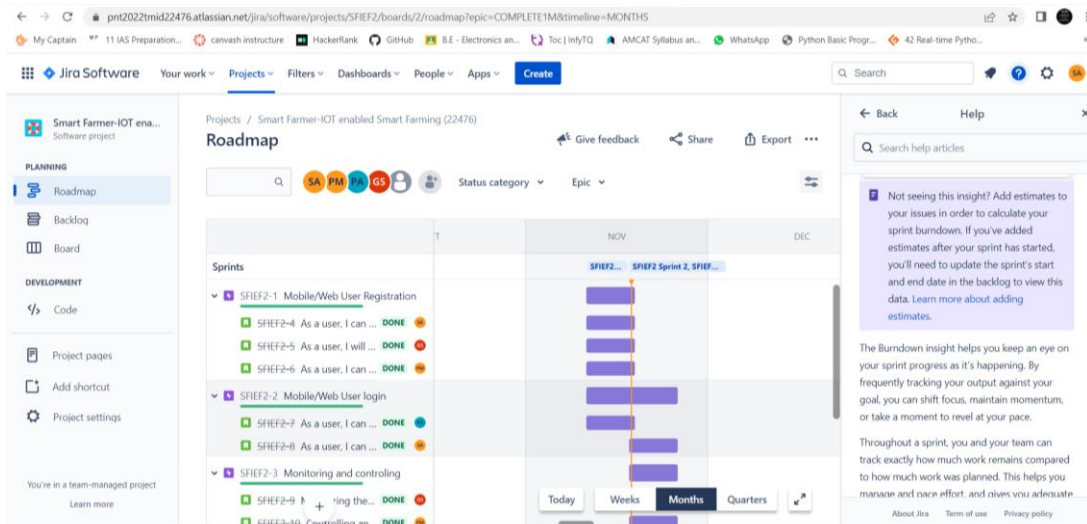 pnt2022tmid22476.atlassian.net/jira/software/projects/SFIEF2/boards/2/roadmap?epic=COMPLETE1M&timeline=MONTHS
My Captain
11 IAS Preparation...
canvash instructure
HackerRank
GitHub
B.E - Electronics an...
Toc | InfyTQ
AMCAT Syllabus an...
WhatsApp
Python Basic Progr...
42 Real-time Pytho...
Jira Software
Your work
Projects
Filters
Dashboards
People
Apps
Create
Search
SA
Smart Farmer-IOT ena...
Software project
PLANNING
Roadmap
Backlog
Board
DEVELOPMENT
Code
Project pages
Add shortcut
Project settings
You're in a team-managed project
Learn more
Projects / Smart Farmer-IOT enabled Smart Farming (22476)
Roadmap
Give feedback
Share
Export
SA PM PA GS
Status category
Epic
T
NOV
DEC
Sprints
SFIEF2...
SFIEF2 Sprint 2, SFIEF...
SFIEF2-1 Mobile/Web User Registration
SFIEF2-4 As a user, I can ... DONE SA
SFIEF2-5 As a user, I will ... DONE GS
SFIEF2-6 As a user, I can ... DONE PM
SFIEF2-2 Mobile/Web User login
SFIEF2-7 As a user, I can ... DONE PA
SFIEF2-8 As a user, I can ... DONE SA
SFIEF2-3 Monitoring and controling
SFIEF2-9 ring the... DONE GS
SFIEF2-10 Controlling an... DONE
Today
Weeks
Months
Quarters
Back
Help
Search help articles
Not seeing this insight? Add estimates to
your issues in order to calculate your
sprint burndown. If you've added
estimates after your sprint has started,
you'll need to update the sprint's start
and end date in the backlog to view this
data. Learn more about adding
estimates.
The Burndown insight helps you keep an eye on
your sprint progress as it's happening. By
frequently tracking your output against your
goal, you can shift focus, maintain momentum,
or take a moment to revel at your pace.
Throughout a sprint, you and your team can
track exactly how much work remains compared
to how much work was planned. This helps you
manage and pace effort, and gives you adequate
About Jira
Term of use
Privacy policy